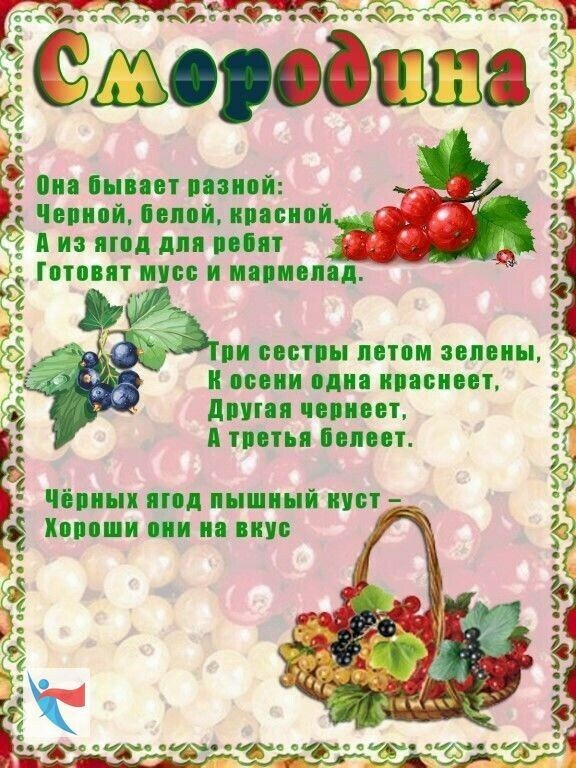 Смородина
Она бывает разной:
Черной, белой, красной,
А из ягод для ребят
Готовят мусс и мармелад.
Три сестры летом зелены,
К осени одна краснеет,
Другая чернеет,
А третья белеет.
Чёрных ягод пышный куст –
Хороши они на вкус